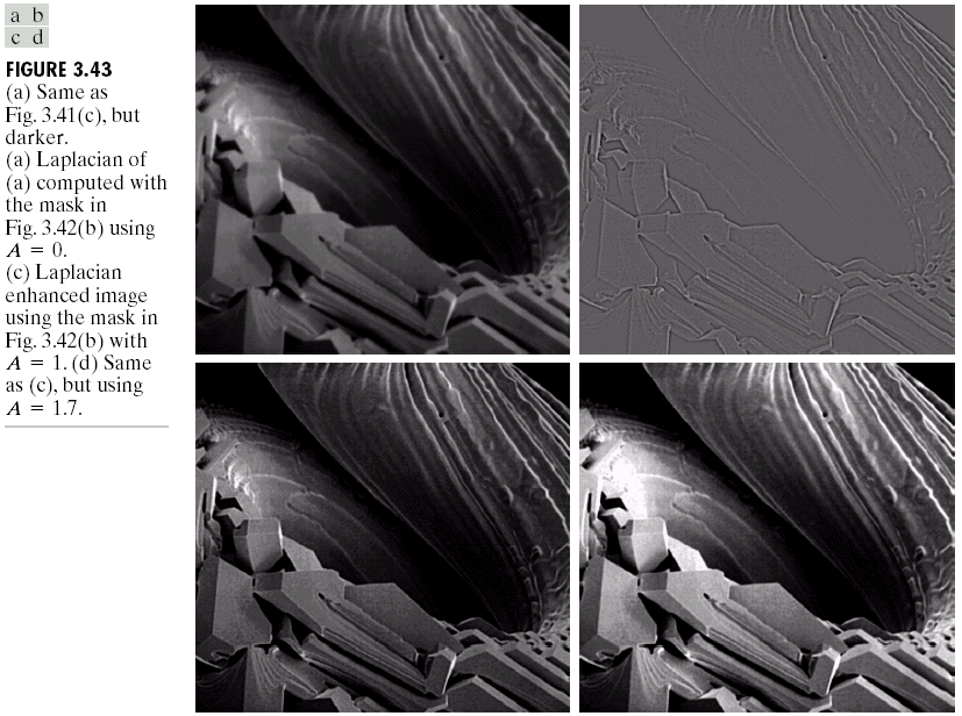 a b
c d
FIGURE 3.43
(a) Same as
Fig. 3.41(c), but
darker.
(a) Laplacian of
(a) computed with
the mask in
Fig. 3.42(b) using
A = 0.
(c) Laplacian
enhanced image
using the mask in
Fig. 3.42(b) with
A = 1. (d) Same
as (c), but using
A = 1.7.